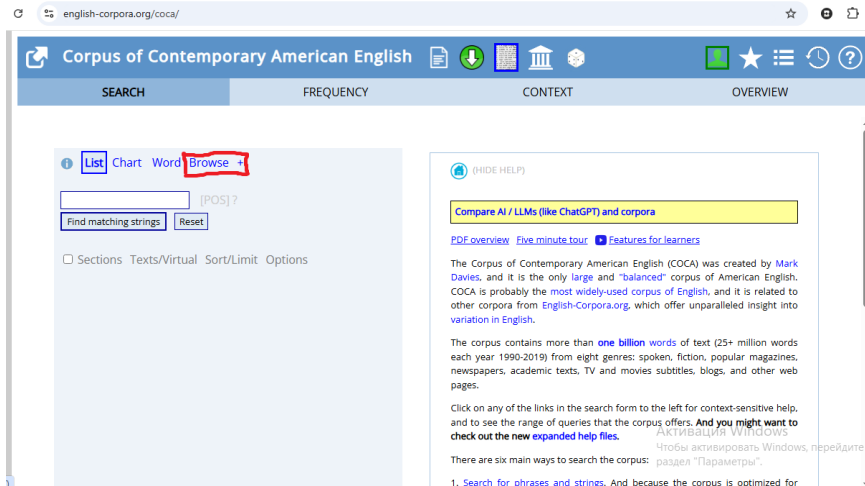 english-corpora.org/coca/
Corpus of Contemporary American English
SEARCH FREQUENCY CONTEXT OVERVIEW
List Chart Word Browse +
[POS] ?
Find matching strings Reset
Sections Texts/Virtual Sort/Limit Options
(HIDE HELP)
Compare AI / LLMs (like ChatGPT) and corpora
PDF overview Five minute tour Features for learners
The Corpus of Contemporary American English (COCA) was created by Mark
Davies, and it is the only large and "balanced" corpus of American English.
COCA is probably the most widely-used corpus of English, and it is related to
other corpora from English-Corpora.org, which offer unparalleled insight into
variation in English.
The corpus contains more than one billion words of text (25+ million words
each year 1990-2019) from eight genres: spoken, fiction, popular magazines,
newspapers, academic texts, TV and movies subtitles, blogs, and other web
pages.
Click on any of the links in the search form to the left for context-sensitive help,
and to see the range of queries that the corpus offers. And you might want to
check out the new expanded help files.
There are six main ways to search the corpus:
1. Search for phrases and strings. And because the corpus is optimized for
Активация Windows
Чтобы активировать Windows, перейдите
раздел "Параметры".